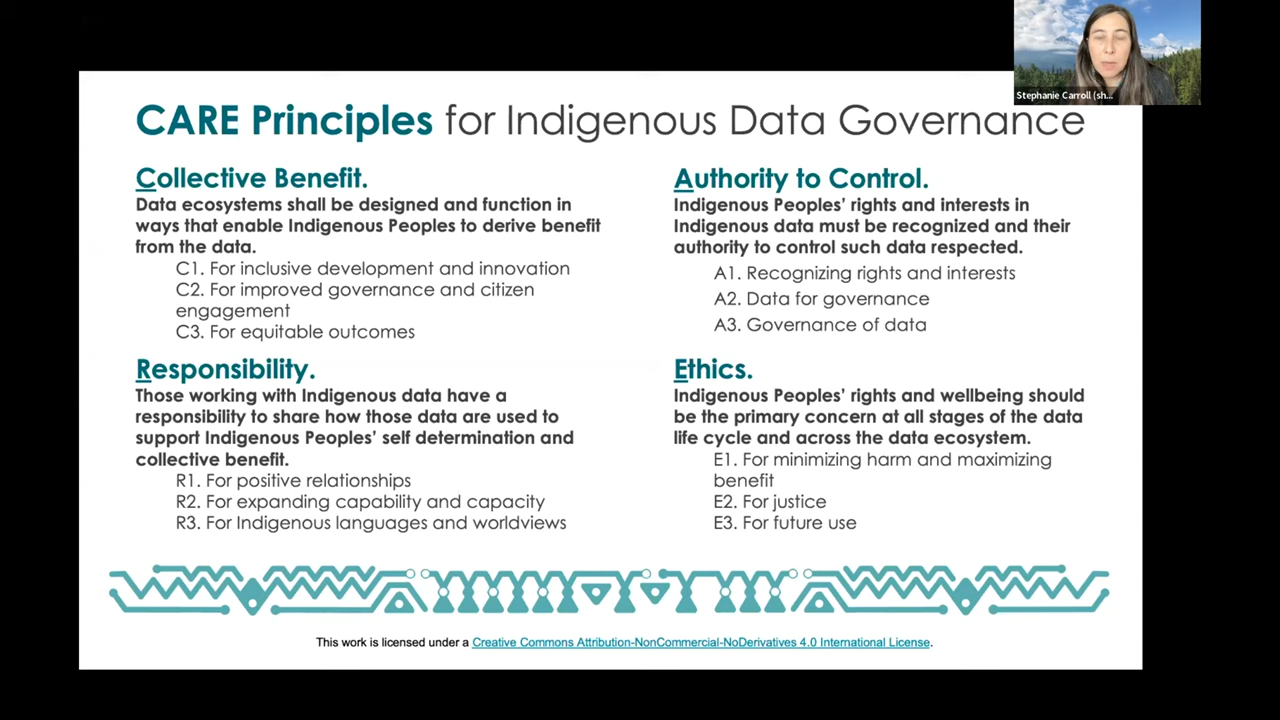 Stephanie Carroll (sh...
CARE Principles for Indigenous Data Governance
Collective Benefit.
Data ecosystems shall be designed and function in
ways that enable Indigenous Peoples to derive benefit
from the data.
C1. For inclusive development and innovation
C2. For improved governance and citizen
engagement
C3. For equitable outcomes
Authority to Control.
Indigenous Peoples’ rights and interests in
Indigenous data must be recognized and their
authority to control such data respected.
A1. Recognizing rights and interests
A2. Data for governance
A3. Governance of data
Responsibility.
Those working with Indigenous data have a
responsibility to share how those data are used to
support Indigenous Peoples’ self determination and
collective benefit.
R1. For positive relationships
R2. For expanding capability and capacity
R3. For Indigenous languages and worldviews
Ethics.
Indigenous Peoples’ rights and wellbeing should
be the primary concern at all stages of the data
life cycle and across the data ecosystem.
E1. For minimizing harm and maximizing
benefit
E2. For justice
E3. For future use
This work is licensed under a Creative Commons Attribution-NonCommercial-NoDerivatives 4.0 International License.